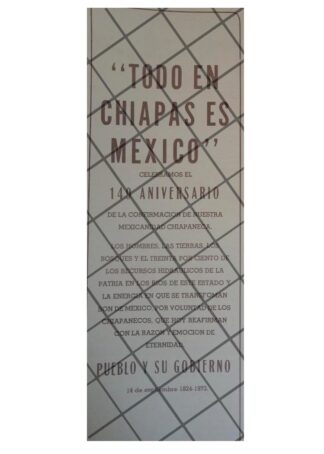 “TODO EN
CHIAPAS ES
MEXICO”
CELEBRAMOS EL
149 ANIVERSARIO
DE LA CONFIRMACION DE NUESTRA
MEXICANIDAD CHIAPANECA.
LOS HOMBRES, LAS TIERRAS, LOS
BOSQUES Y EL TREINTA POR CIENTO DE
LOS RECURSOS HIDRAULICOS DE LA
PATRIA EN LOS RIOS DE ESTE ESTADO Y
LA ENERGIA EN QUE SE TRANSFOMAN
SON DE MEXICO POR VOLUNTAD DE LOS
CHIAPANECOS, QUE HOY REAFIRMAN
CON LA RAZON Y EMOCION DE
ETERNIDAD.
PUEBLO Y SU GOBIERNO
14 de septiembre 1824-